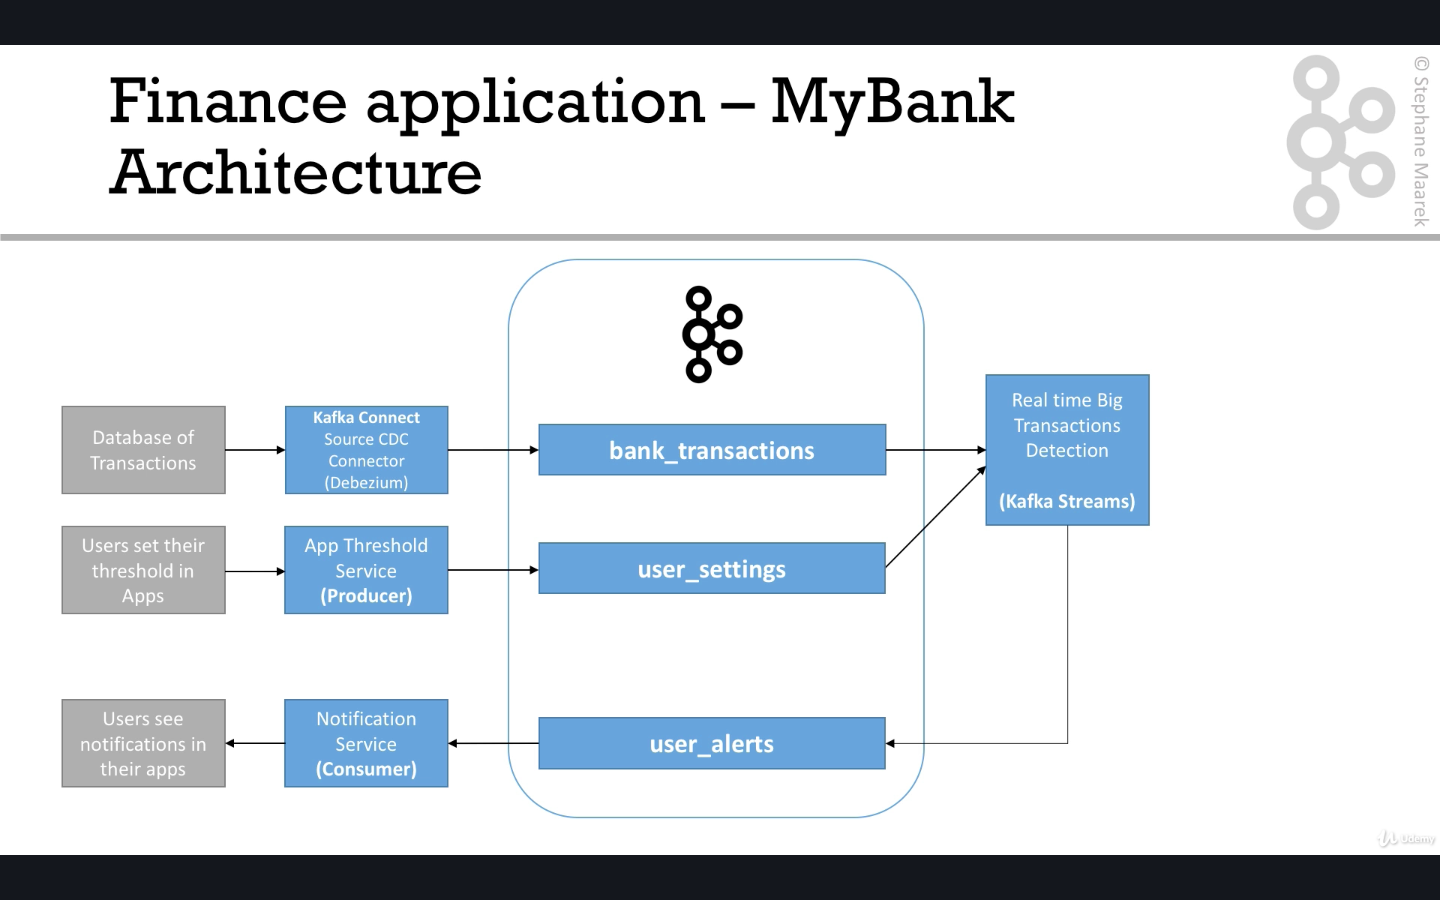 Finance application – MyBank
Architecture
© Stephane Maarek
Database of
Transactions
Kafka Connect
Source CDC
Connector
(Debezium)
bank_transactions
Real time Big
Transactions
Detection
(Kafka Streams)
Users set their
threshold in
Apps
App Threshold
Service
(Producer)
user_settings
Users see
notifications in
their apps
Notification
Service
(Consumer)
user_alerts
Udemy